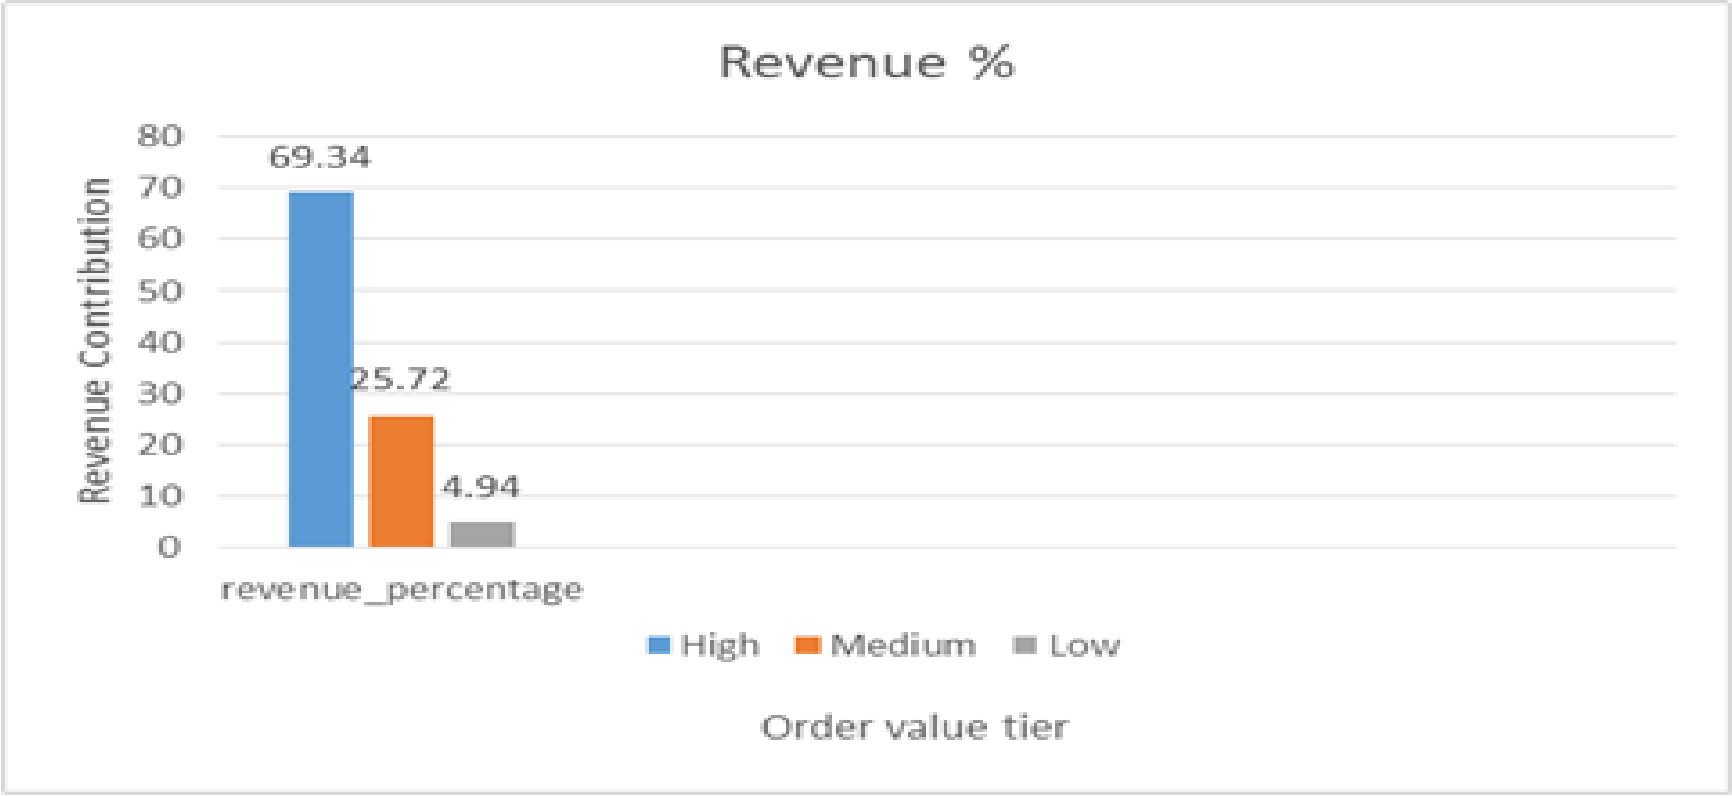 Revenue %
80
69.34
70
60
50
40
25.72
30
20
4.94
10
0
Revenue Contribution
revenue_percentage
High Medium Low
Order value tier